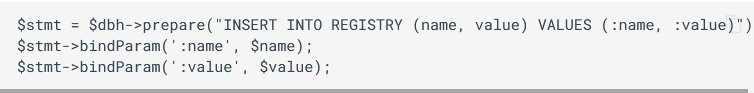 $stmt = $dbh->prepare("INSERT INTO REGISTRY (name, value) VALUES (:name, :value)")
$stmt->bindParam(':name', $name);
$stmt->bindParam(':value', $value);